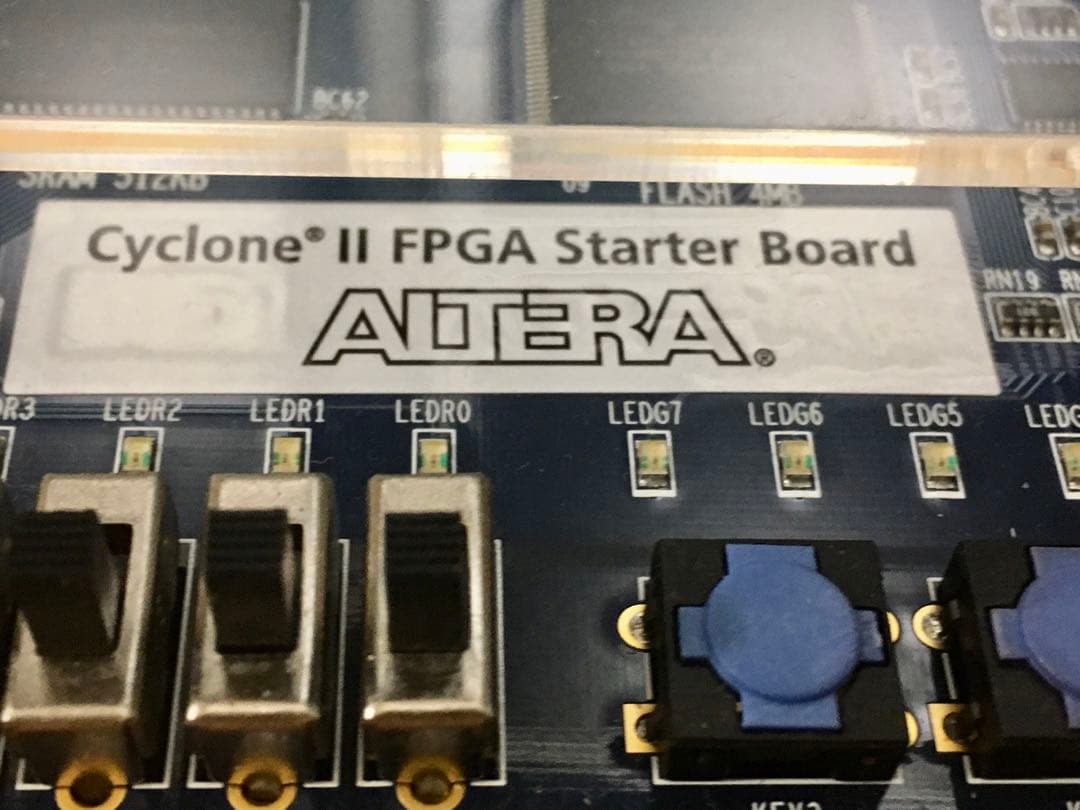 SRAM 512KB
FLASH 4MB
Cyclone® II FPGA Starter Board
ALTERA®
RN19
LEDR2 LEDR1 LEDR0 LEDG7 LEDG6 LEDG5